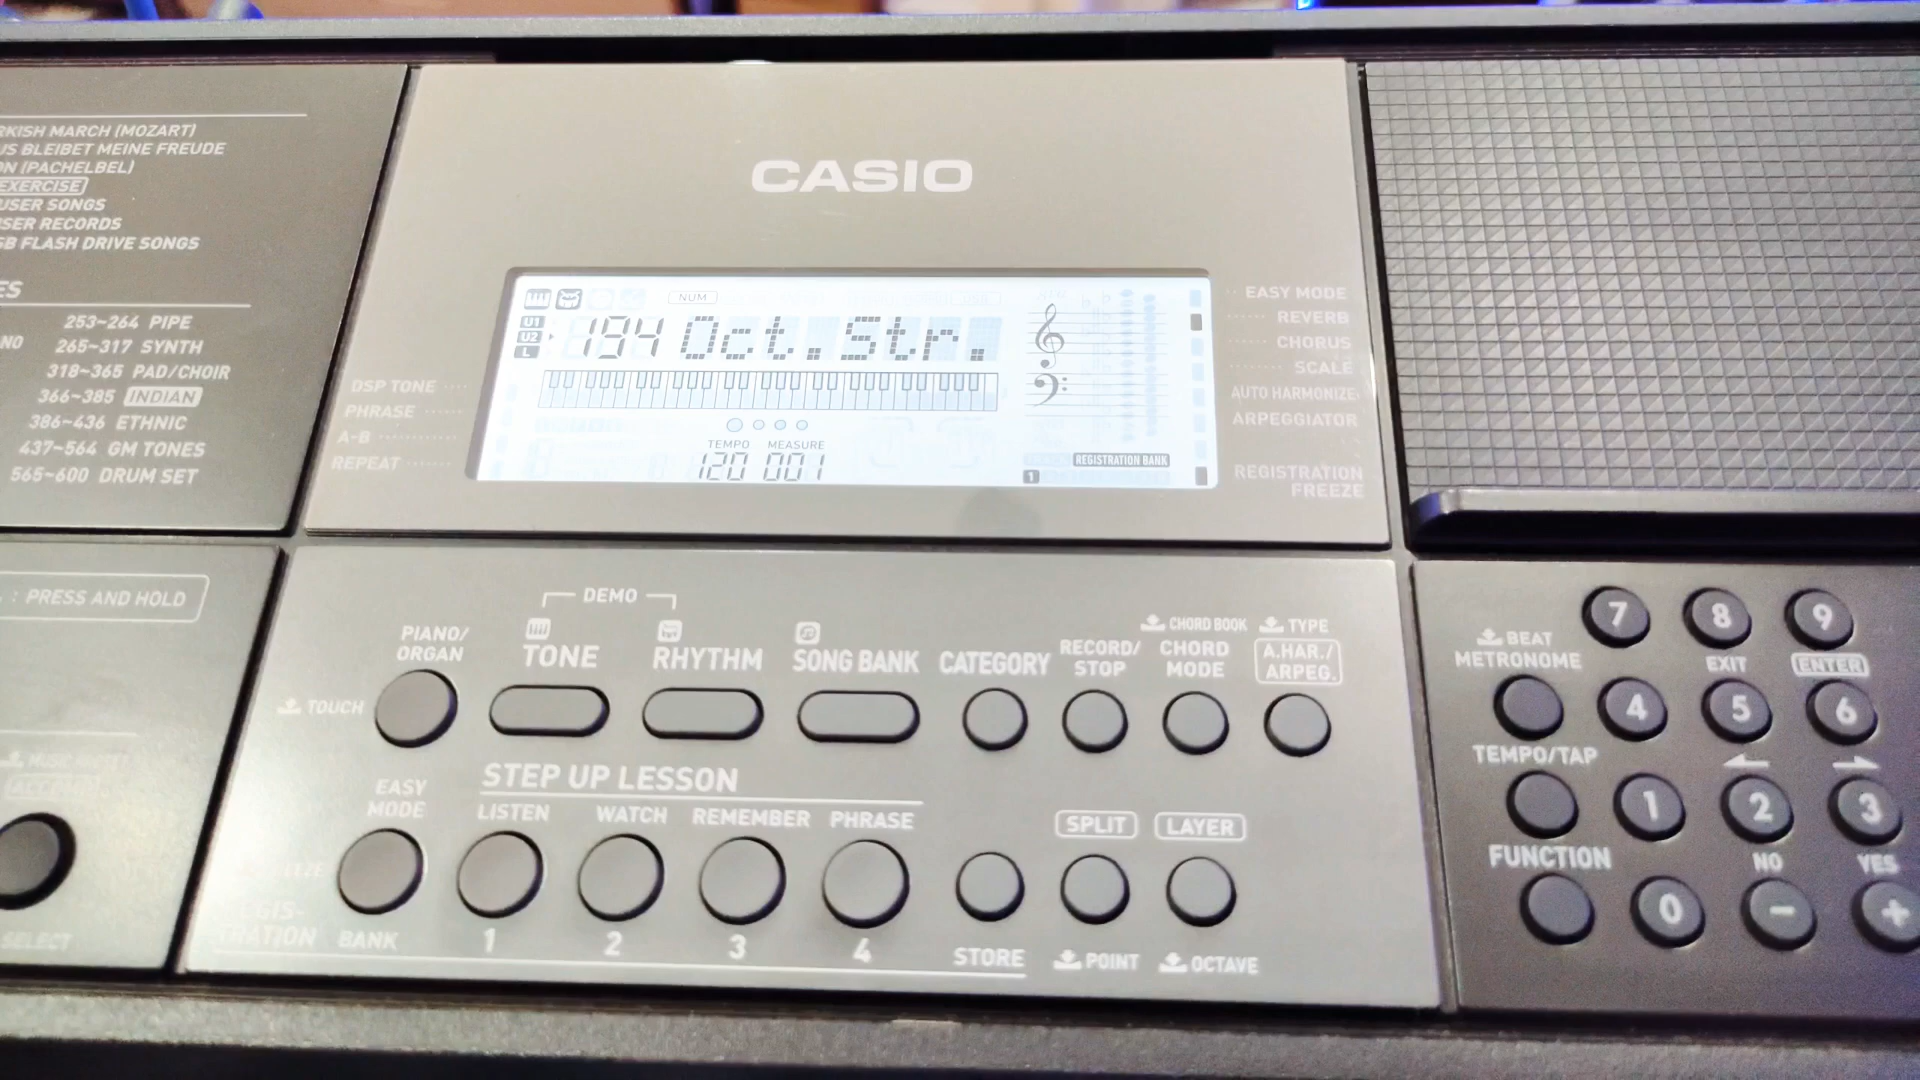 RKISH MARCH (MOZART)
US BLEIBET MEINE FREUDE
ON (PACHELBEL)
EXERCISE
USER SONGS
SER RECORDS
SB FLASH DRIVE SONGS
ES
NO
253~264 PIPE
265~317 SYNTH
318~365 PAD/CHOIR
366~385 INDIAN
386~436 ETHNIC
437~564 GM TONES
565~600 DRUM SET
: PRESS AND HOLD
SELECT
CASIO
NUM
U1
U2
L
194 Oct.Str.
TEMPO MEASURE
120 001
REGISTRATION BANK
1
DSP TONE
PHRASE
A-B
REPEAT
EASY MODE
REVERB
CHORUS
SCALE
AUTO HARMONIZE
ARPEGGIATOR
REGISTRATION
FREEZE
DEMO
PIANO/
ORGAN
TONE
RHYTHM
SONG BANK
CATEGORY
RECORD/
STOP
CHORD BOOK
CHORD
MODE
TYPE
A.HAR./
ARPEG.
TOUCH
EASY
MODE
STEP UP LESSON
LISTEN
WATCH
REMEMBER
PHRASE
SPLIT
LAYER
BANK
1
2
3
4
STORE
POINT
OCTAVE
7
8
9
BEAT
METRONOME
EXIT
ENTER
4
5
6
TEMPO/TAP
1
2
3
FUNCTION
NO
YES
0
-
+